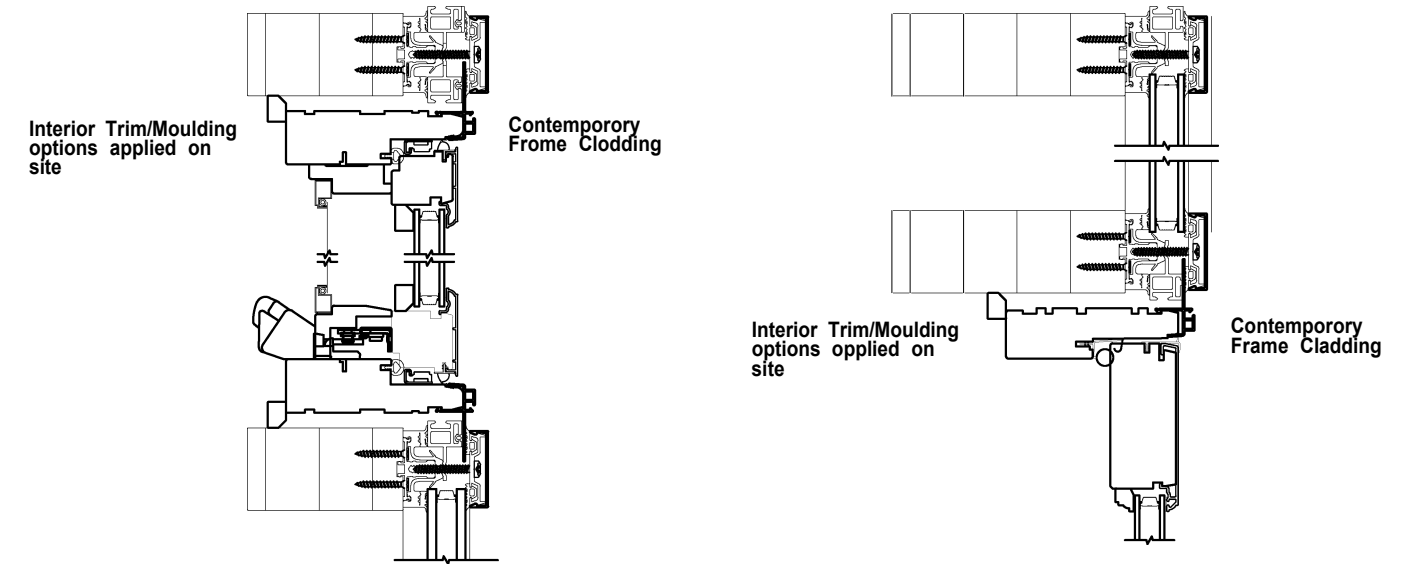 Interior Trim/Moulding
options applied on
site
Contemporory
Frome Clodding
Interior Trim/Moulding
options opplied on
site
Contemporory
Frame Cladding